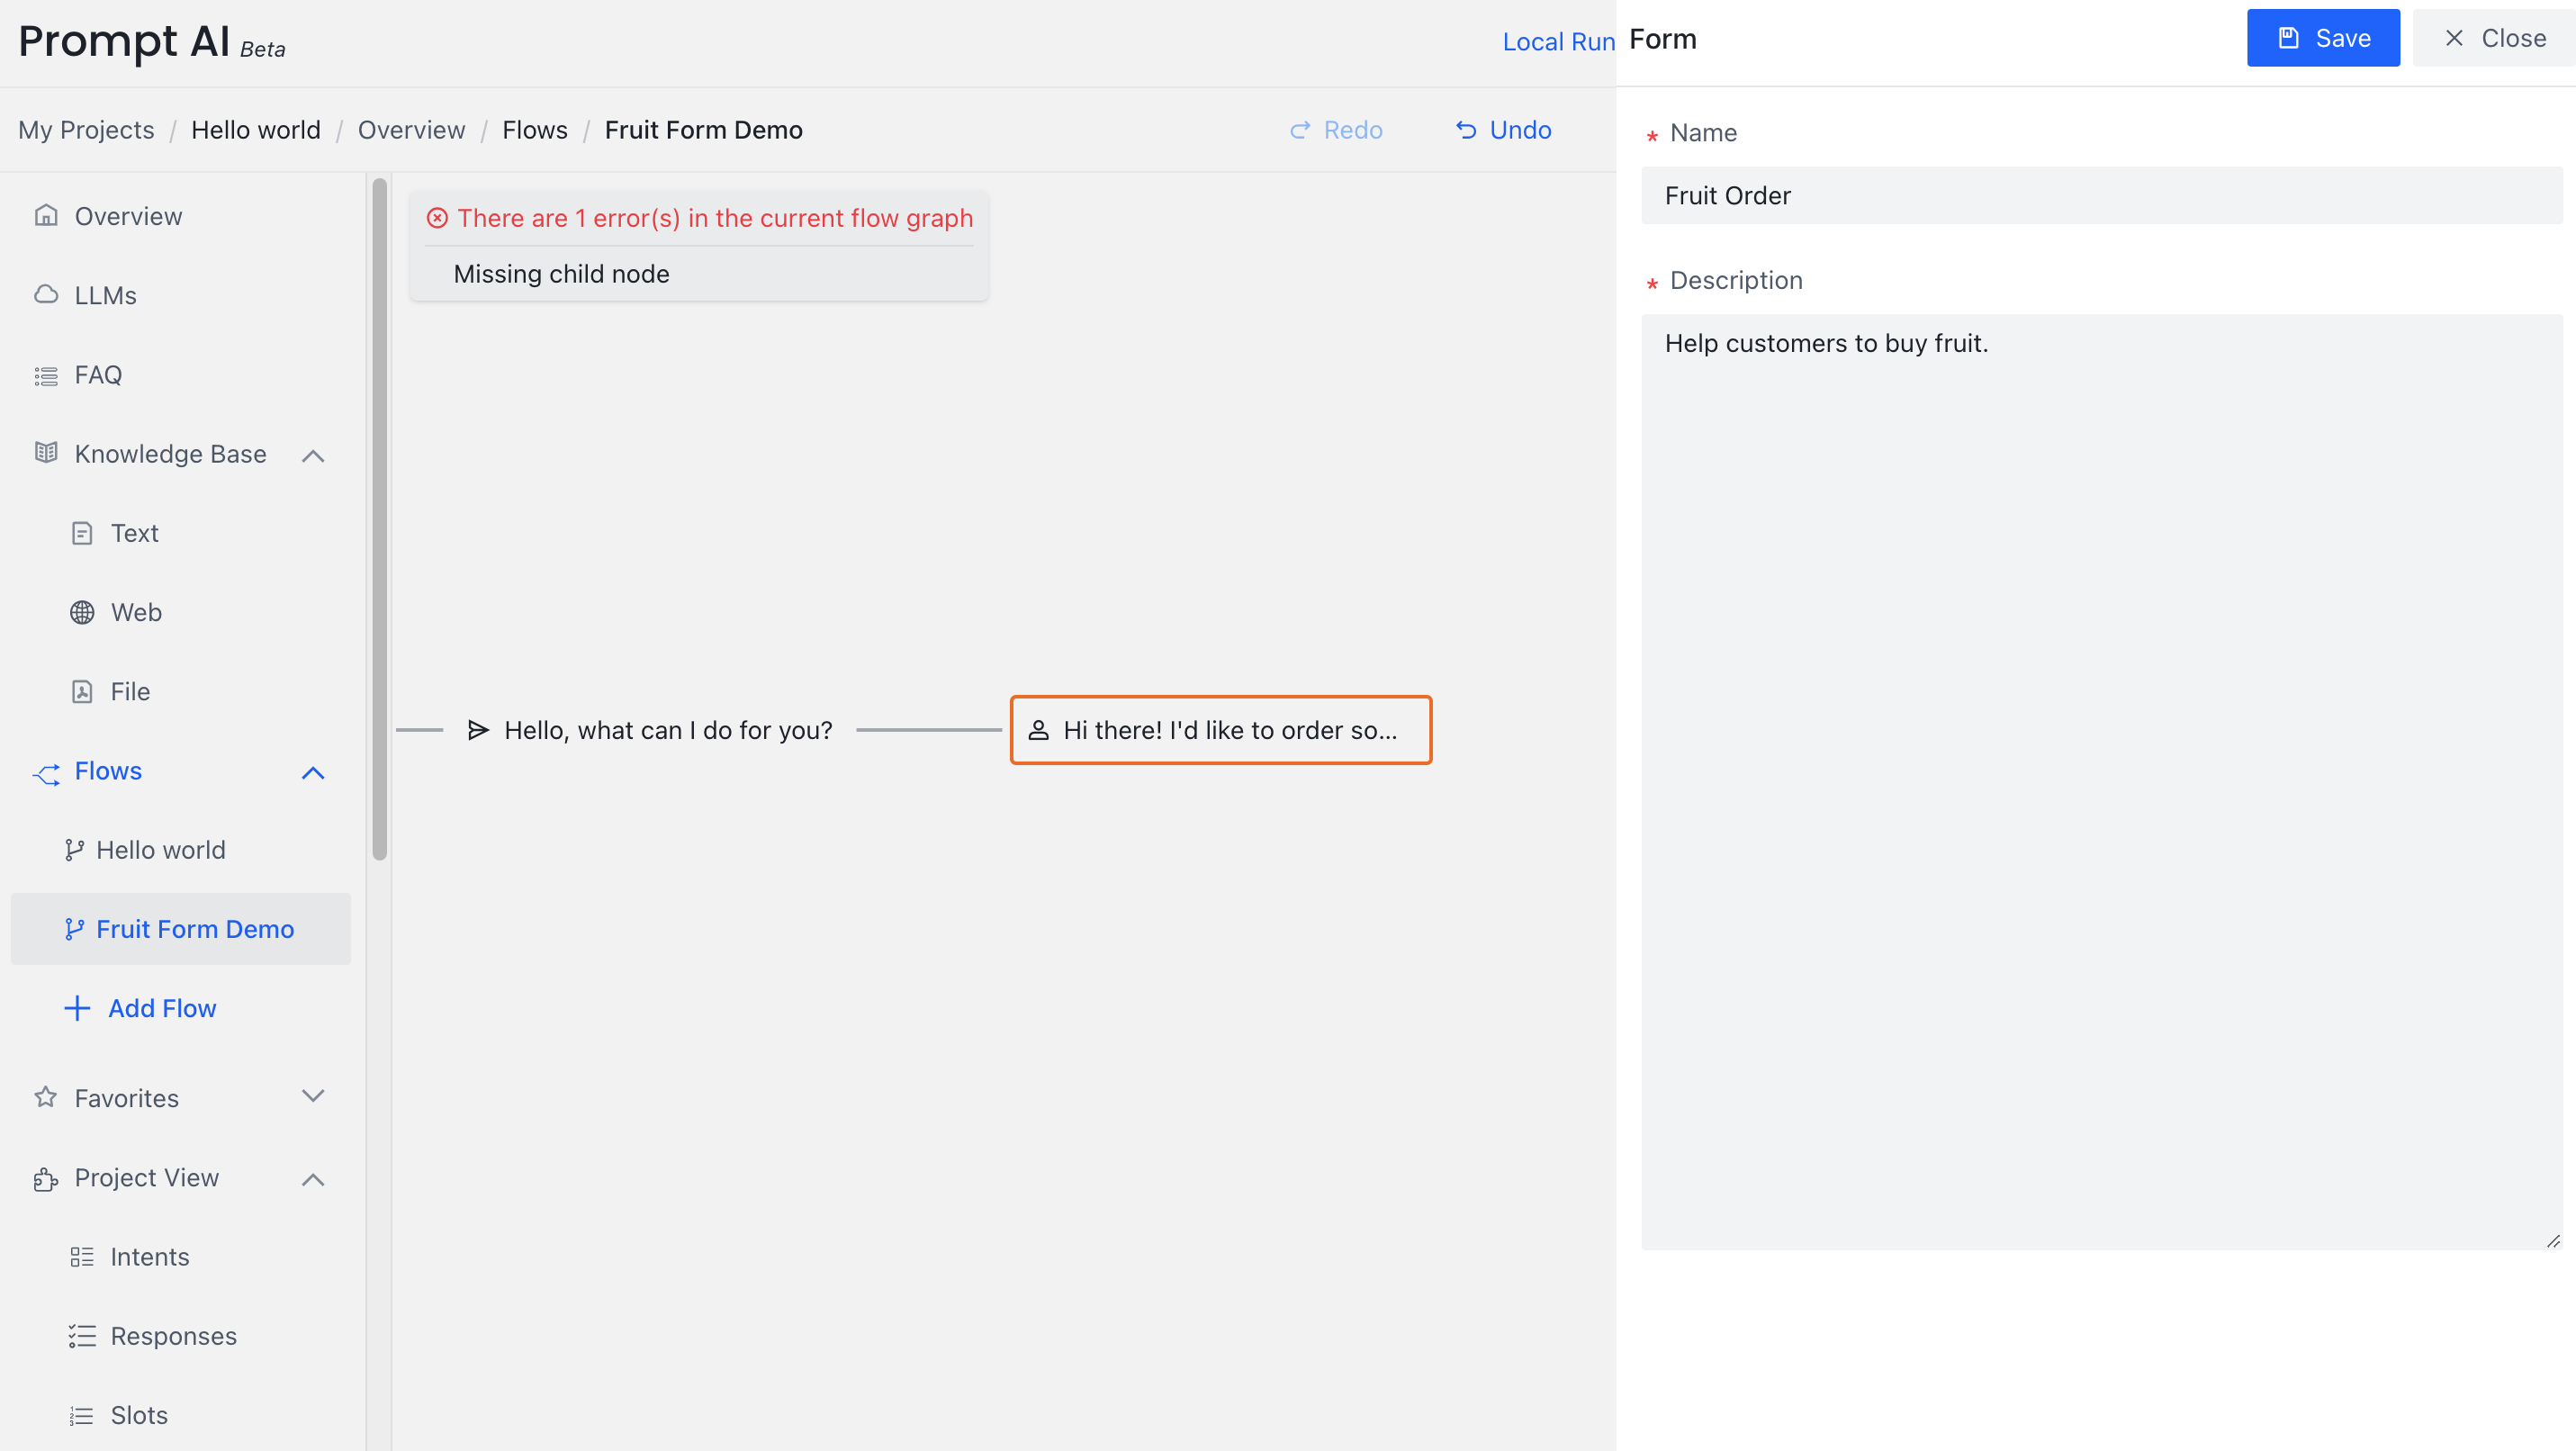 Prompt AI Beta
Local Run
Form
Save
Close
My Projects / Hello world / Overview / Flows / Fruit Form Demo
Redo
Undo
* Name
Fruit Order
* Description
Help customers to buy fruit.
Overview
LLMs
FAQ
Knowledge Base
Text
Web
File
Flows
Hello world
Fruit Form Demo
Add Flow
Favorites
Project View
Intents
Responses
Slots
There are 1 error(s) in the current flow graph
Missing child node
Hello, what can I do for you?
Hi there! I'd like to order so...